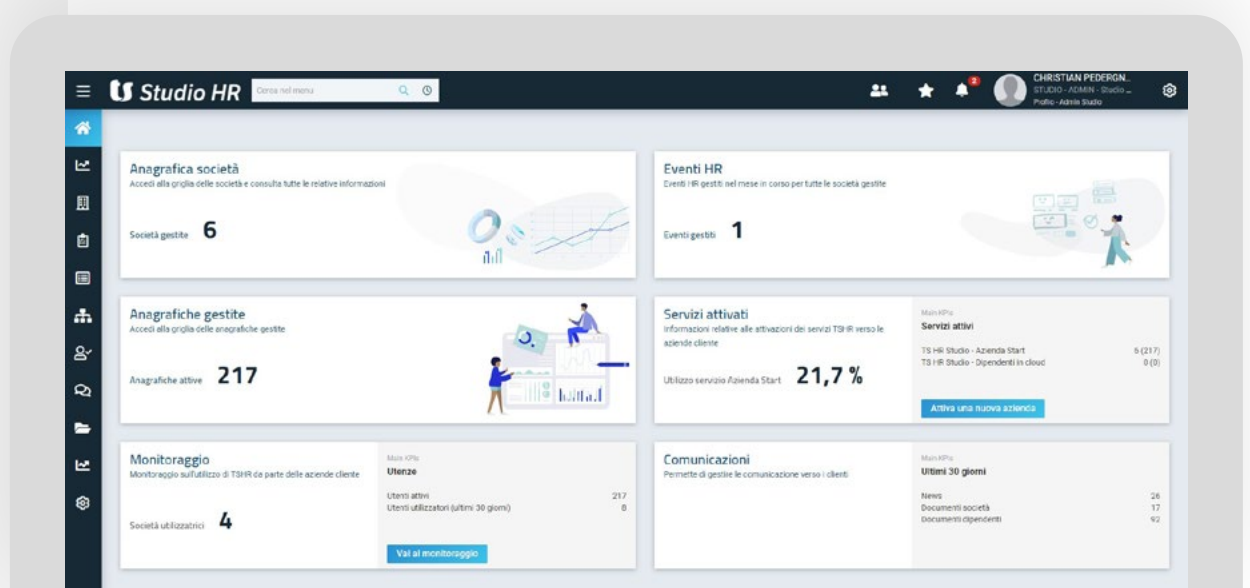 Studio HR
Cerca nel menu
2
CHRISTIAN PEDERGN...
STUDIO - ADMIN - Studio ...
Profilo - Admin Studio
Anagrafica società
Accedi alla griglia delle società e consulta tutte le relative informazioni
Società gestite 6
Eventi HR
Eventi HR gestiti nel mese in corso per tutte le società gestite
Eventi gestiti 1
Anagrafiche gestite
Accedi alla griglia delle anagrafiche gestite
Anagrafiche attive 217
Servizi attivati
Informazioni relative alle attivazioni dei servizi TSHR verso le
aziende cliente
Utilizzo servizio Azienda Start 21,7 %
Main KPIs
Servizi attivi
TS HR Studio - Azienda Start 6 (217)
TS HR Studio - Dipendenti in cloud 0 (0)
Attiva una nuova azienda
Monitoraggio
Monitoraggio sull'utilizzo di TSHR da parte delle aziende cliente
Società utilizzatrici 4
Main KPIs
Utenze
Utenti attivi 217
Utenti utilizzatori (ultimi 30 giorni) 8
Vai al monitoraggio
Comunicazioni
Permette di gestire le comunicazione verso i clienti
Main KPIs
Ultimi 30 giorni
News 26
Documenti società 17
Documenti dipendenti 92